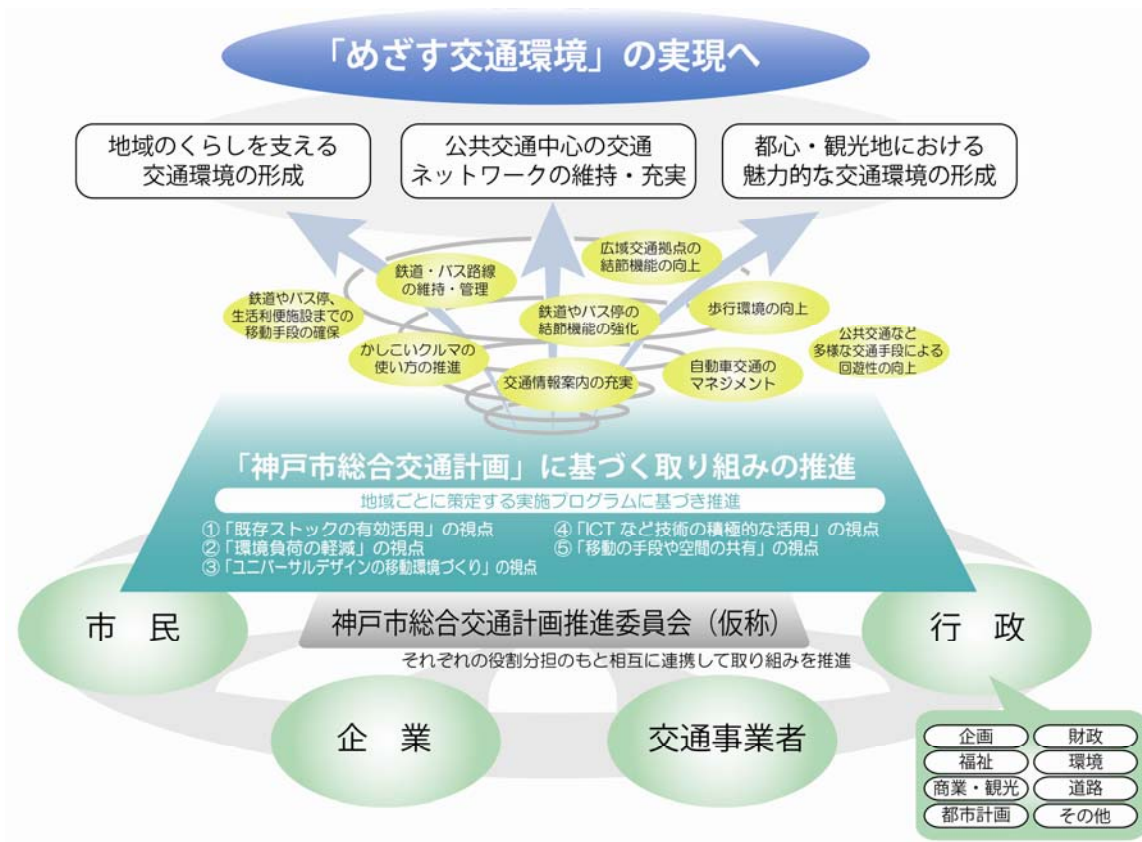 「めざす交通環境」の実現へ
地域のくらしを支える
交通環境の形成
公共交通中心の交通
ネットワークの維持・充実
都心・観光地における
魅力的な交通環境の形成
広域交通拠点の
結節機能の向上
鉄道・バス路線
の維持・管理
鉄道やバス停、
生活利便施設までの
移動手段の確保
鉄道やバス停の
結節機能の強化
歩行環境の向上
公共交通など
多様な交通手段による
回遊性の向上
かしこいクルマの
使い方の推進
交通情報案内の充実
自動車交通の
マネジメント
「神戸市総合交通計画」に基づく取り組みの推進
地域ごとに策定する実施プログラムに基づき推進
①「既存ストックの有効活用」の視点
②「環境負荷の軽減」の視点
③「ユニバーサルデザインの移動環境づくり」の視点
④「ICTなど技術の積極的な活用」の視点
⑤「移動の手段や空間の共有」の視点
市 民
神戸市総合交通計画推進委員会（仮称）
行 政
それぞれの役割分担のもと相互に連携して取り組みを推進
企 業
交通事業者
企画
財政
福祉
環境
商業・観光
道路
都市計画
その他